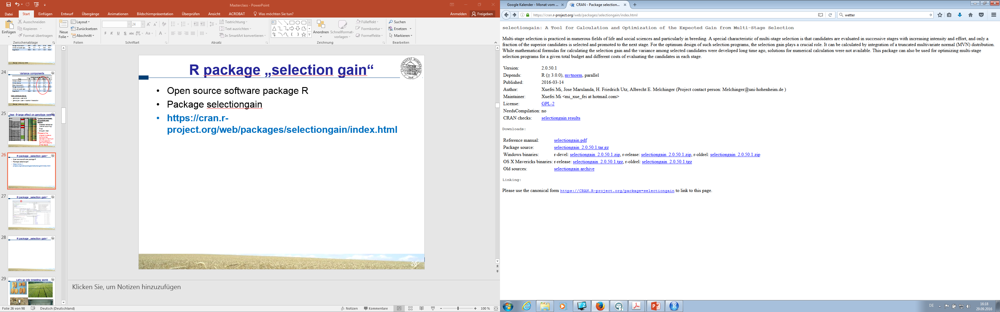 Masterclass - PowerPoint
Datei Start Einfügen Entwurf Übergänge Animationen Bildschirmpräsentation Überprüfen Ansicht ACROBAT Was möchten Sie tun? Anmelden Freigeben
Einfügen
Ausschneiden
Kopieren
Format übertragen
Zwischenablage
Neue Folie
Layout
Zurücksetzen
Abschnitt
Folien
24
F K U S abc AV Aa A
Schriftart
Textrichtung
Text ausrichten
In SmartArt konvertieren
Absatz
Anordnen
Schnellformat-
vorlagen
Fülleffekt
Formkontur
Formeffekte
Zeichnung
Suchen
Ersetzen
Markieren
Bearbeiten
24
Variance components
25
Year → large effect on genotype ranking
26
R package „selection gain“
Open source software package R
Package selectiongain
https://cran.r-
project.org/web/packages/selectiongain/index.html
27
R package „selection gain“
28
R package „selection gain“
29
Let's go into breeding world
R package „selection gain“
UNIVERSITÄT HOHENHEIM
1818
• Open source software package R
• Package selectiongain
• https://cran.r-
project.org/web/packages/selectiongain/index.html
26
Klicken Sie, um Notizen hinzuzufügen
Folie 26 von 98 Deutsch (Deutschland) Notizen Kommentare 100 %
Google Kalender - Monat vom ... CRAN - Package selection...
https://cran.r-project.org/web/packages/selectiongain/index.html wetter
selectiongain: A Tool for Calculation and Optimization of the Expected Gain from Multi-Stage Selection
Multi-stage selection is practiced in numerous fields of life and social sciences and particularly in breeding. A special characteristic of multi-stage selection is that candidates are evaluated in successive stages with increasing intensity and effort, and only a
fraction of the superior candidates is selected and promoted to the next stage. For the optimum design of such selection programs, the selection gain plays a crucial role. It can be calculated by integration of a truncated multivariate normal (MVN) distribution.
While mathematical formulas for calculating the selection gain and the variance among selected candidates were developed long time ago, solutions for numerical calculation were not available. This package can also be used for optimizing multi-stage
selection programs for a given total budget and different costs of evaluating the candidates in each stage.
Version: 2.0.50.1
Depends: R (≥ 3.0.0), mvtnorm, parallel
Published: 2016-03-14
Author: Xuefei Mi, Jose Marulanda, H. Friedrich Utz, Albrecht E. Melchinger (Project contact person: Melchinger@uni-hohenheim.de )
Maintainer: Xuefei Mi <mi_xue_fei at hotmail.com>
License: GPL-2
NeedsCompilation: no
CRAN checks: selectiongain results
Downloads:
Reference manual: selectiongain.pdf
Package source: selectiongain_2.0.50.1.tar.gz
Windows binaries: r-devel: selectiongain_2.0.50.1.zip, r-release: selectiongain_2.0.50.1.zip, r-oldrel: selectiongain_2.0.50.1.zip
OS X Mavericks binaries: r-release: selectiongain_2.0.50.1.tgz, r-oldrel: selectiongain_2.0.50.1.tgz
Old sources: selectiongain archive
Linking:
Please use the canonical form https://CRAN.R-project.org/package=selectiongain to link to this page.
DE 16:18
29.09.2016